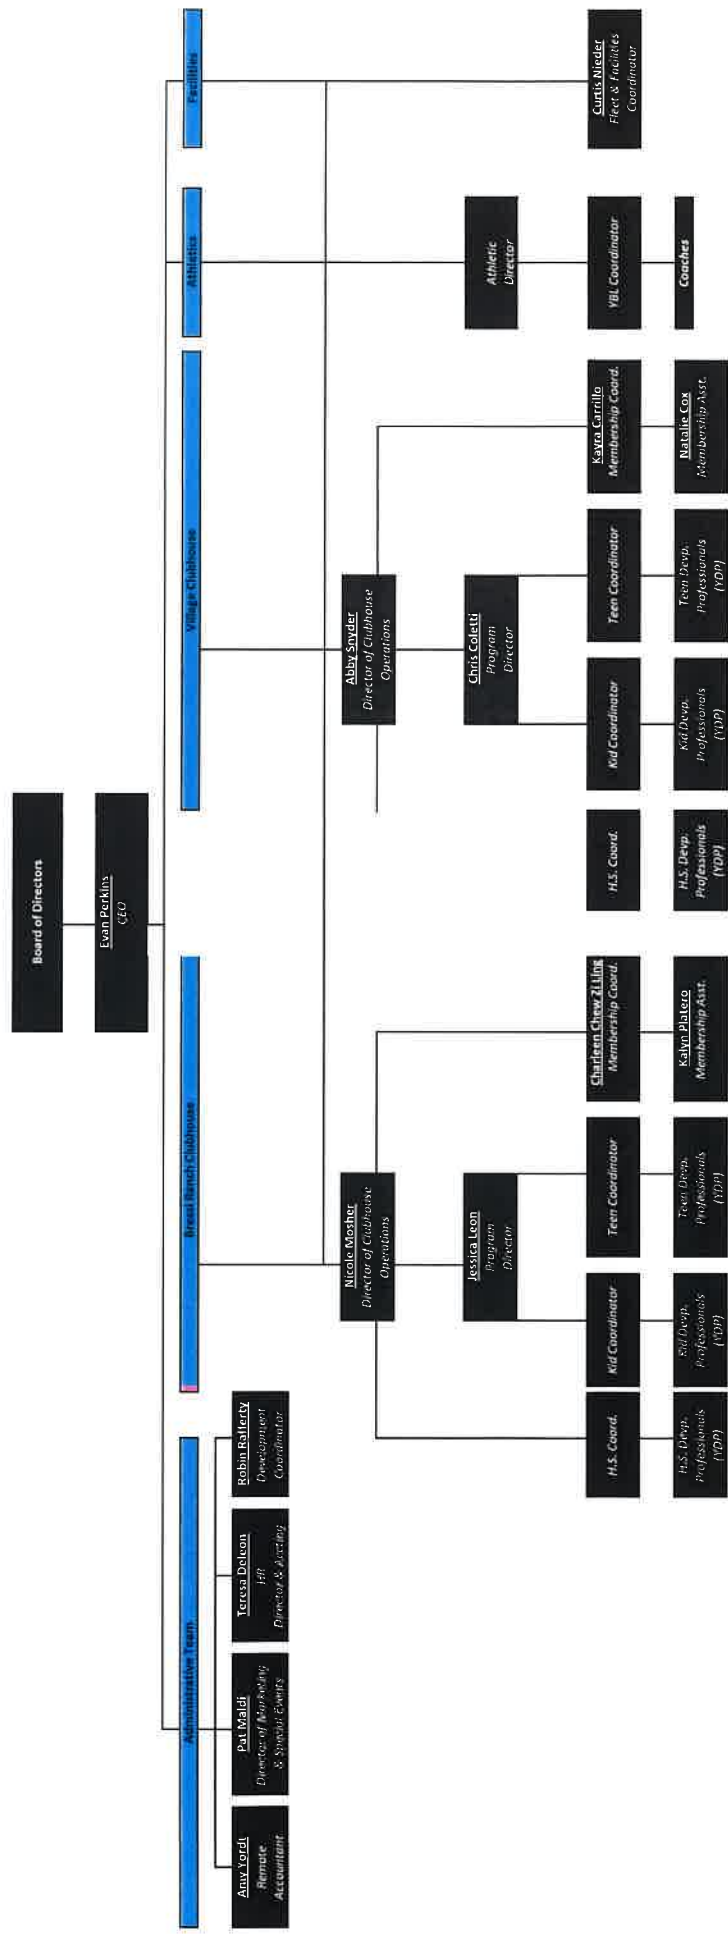 Board of Directors
Evan Perkins
CEO
Administrative Team
Bressi Ranch Clubhouse
Village Clubhouse
Athletics
Facilities
Amy Yordt
Remote
Accountant
Pat Maldi
Director of Marketing
& Special Events
Teresa Deleon
HR
Director & Accting
Robin Rafferty
Development
Coordinator
Nicole Mosher
Director of Clubhouse
Operations
Abby Snyder
Director of Clubhouse
Operations
Jessica Leon
Program
Director
Chris Coletti
Program
Director
Athletic
Director
H.S. Coord.
Kid Coordinator
Teen Coordinator
Charleen Chew Zi Ling
Membership Coord.
H.S. Coord.
Kid Coordinator
Teen Coordinator
Kayra Carrillo
Membership Coord.
YBL Coordinator
Curtis Nieder
Fleet & Facilities
Coordinator
H.S. Devp.
Professionals
(YDP)
Kid Devp.
Professionals
(YDP)
Teen Devp.
Professionals
(YDP)
Kalyn Platero
Membership Asst.
H.S. Devp.
Professionals
(YDP)
Kid Devp.
Professionals
(YDP)
Teen Devp.
Professionals
(YDP)
Natalie Cox
Membership Asst.
Coaches